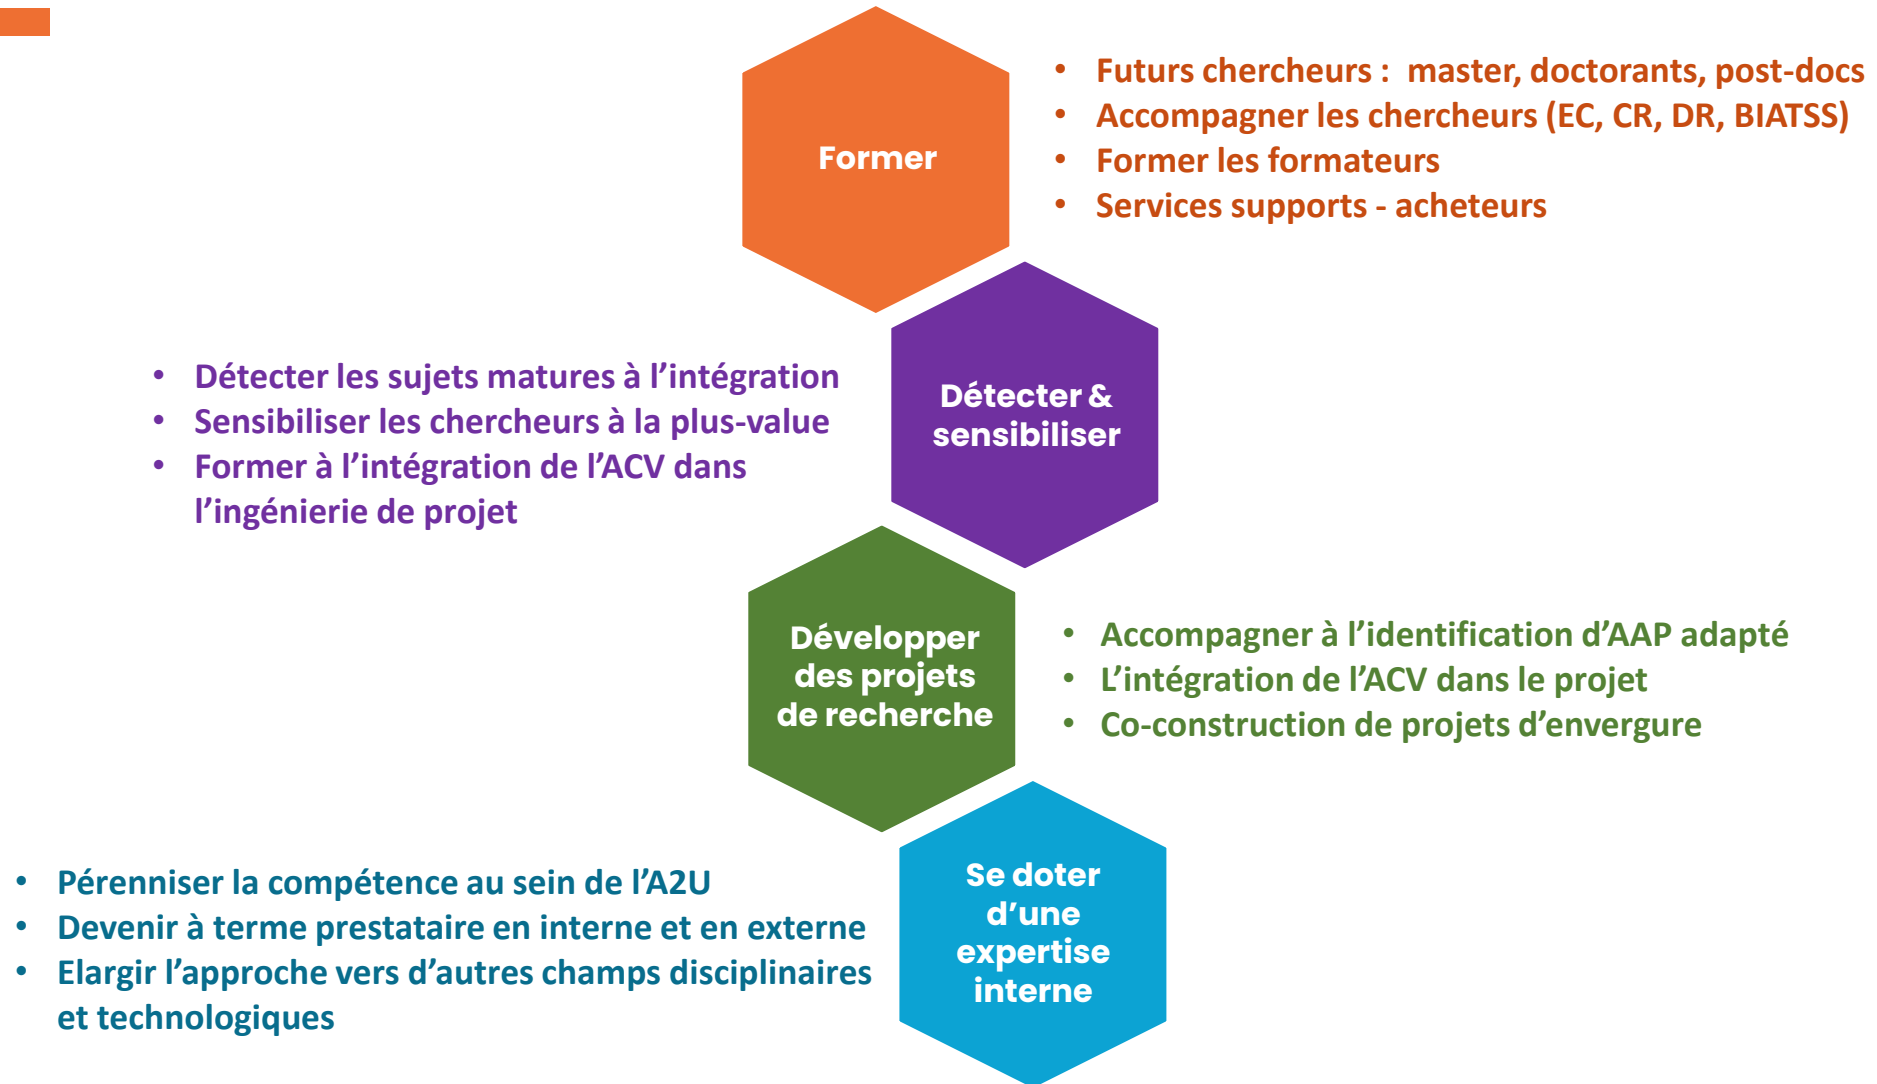 Former
• Futurs chercheurs :  master, doctorants, post-docs
• Accompagner les chercheurs (EC, CR, DR, BIATSS)
• Former les formateurs
• Services supports - acheteurs
Détecter &
sensibiliser
• Détecter les sujets matures à l’intégration
• Sensibiliser les chercheurs à la plus-value
• Former à l’intégration de l’ACV dans
l’ingénierie de projet
Développer
des projets
de recherche
• Accompagner à l’identification d’AAP adapté
• L’intégration de l’ACV dans le projet
• Co-construction de projets d’envergure
Se doter
d’une
expertise
interne
• Pérenniser la compétence au sein de l’A2U
• Devenir à terme prestataire en interne et en externe
• Elargir l’approche vers d’autres champs disciplinaires
et technologiques